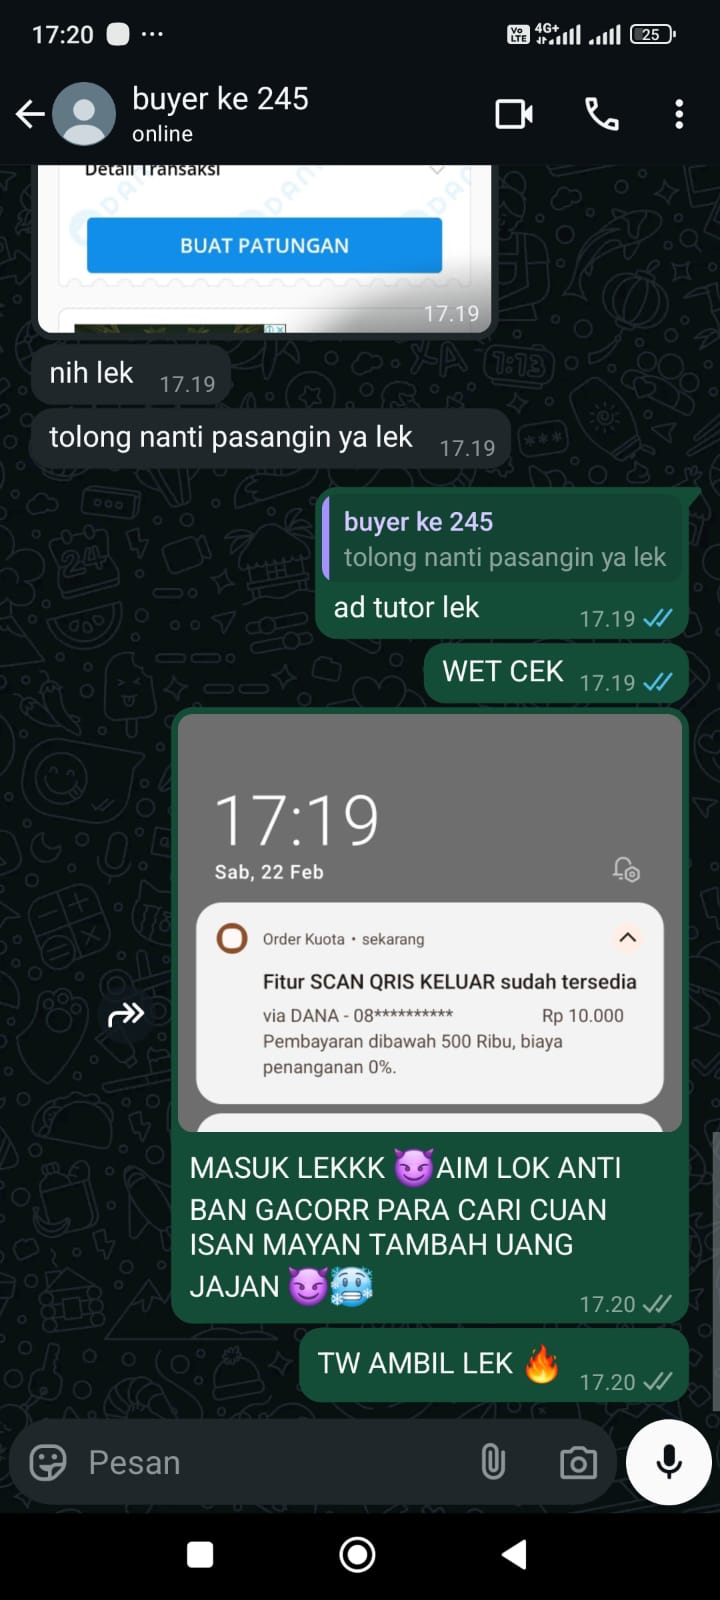 17:20
Vo LTE 4G+ 25
buyer ke 245
online
Detail Transaksi
DANA
BUAT PATUNGAN
17.19
nih lek 17.19
tolong nanti pasangin ya lek 17.19
buyer ke 245
tolong nanti pasangin ya lek
ad tutor lek 17.19
WET CEK 17.19
17:19
Sab, 22 Feb
Order Kuota • sekarang
Fitur SCAN QRIS KELUAR sudah tersedia
via DANA - 08********** Rp 10.000
Pembayaran dibawah 500 Ribu, biaya
penanganan 0%.
MASUK LEKKK 😈AIM LOK ANTI
BAN GACORR PARA CARI CUAN
ISAN MAYAN TAMBAH UANG
JAJAN 😈🥶
17.20
TW AMBIL LEK 🔥 17.20
Pesan